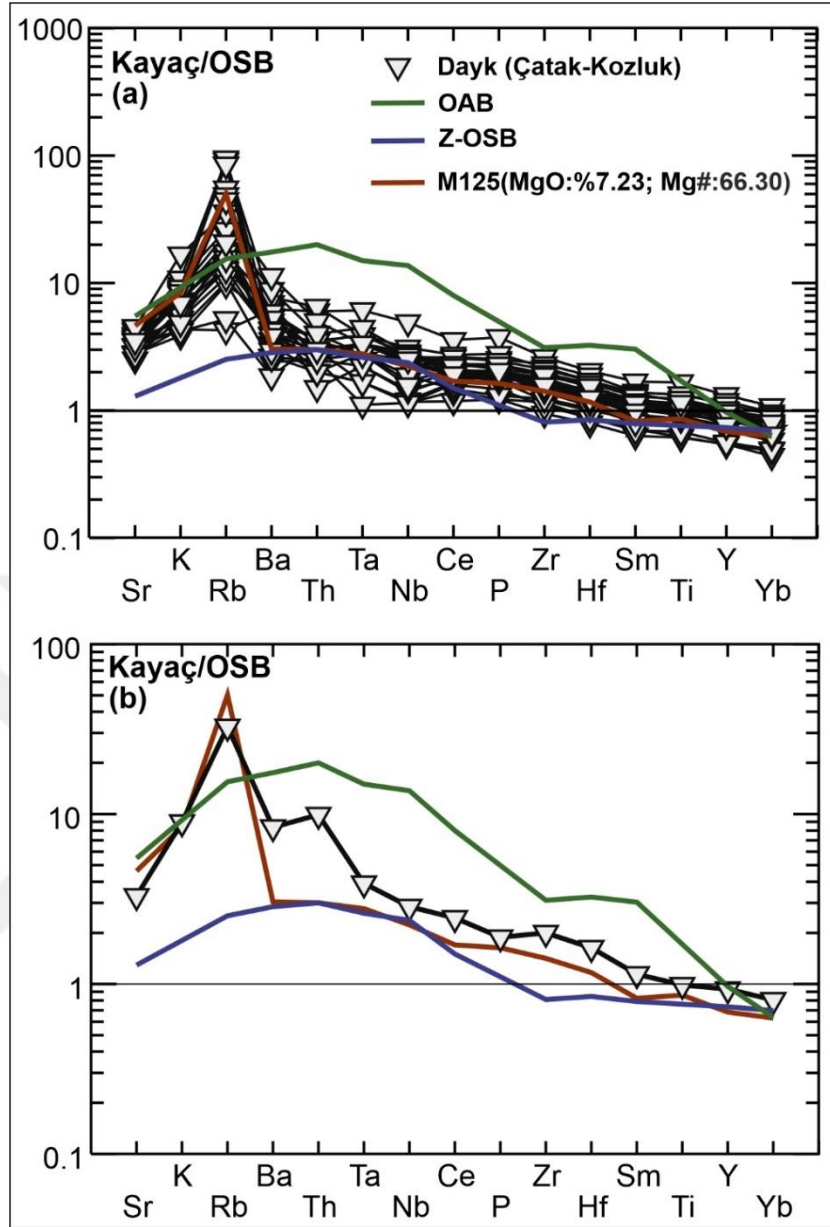 1000
Kayaç/OSB
(a)
Dayk (Çatak-Kozluk)
OAB
Z-OSB
M125(MgO:%7.23; Mg#:66.30)
100
10
1
0.1
K Ba Ta Ce Zr Sm Y
Sr Rb Th Nb P Hf Ti Yb
100
Kayaç/OSB
(b)
10
1
0.1
K Ba Ta Ce Zr Sm Y
Sr Rb Th Nb P Hf Ti Yb